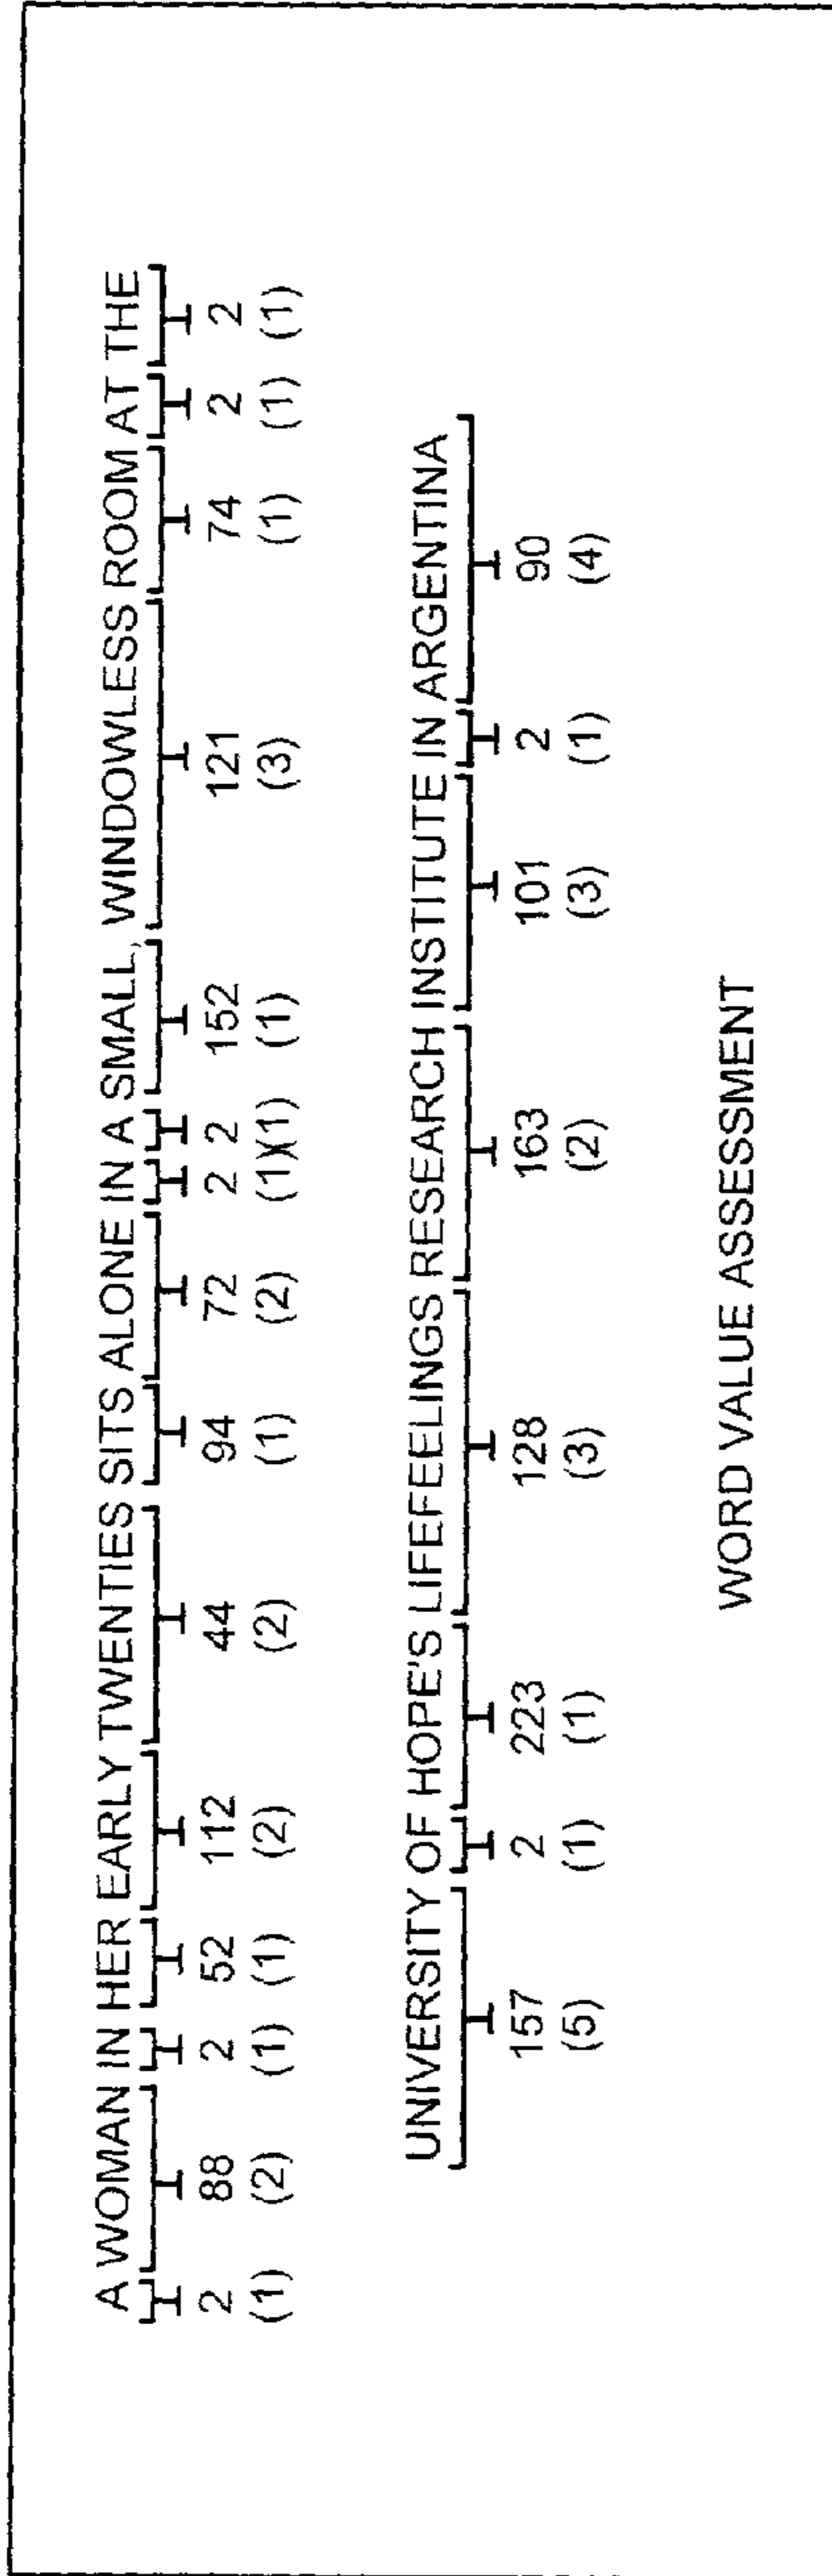 A WOMAN IN HER EARLY TWENTIES SITS ALONE IN A SMALL, WINDOWLESS ROOM AT THE
2 88 2 52 112 44 94 72 2 2 152 121 74 2 2
(1) (2) (1) (1) (2) (2) (1) (2) (1)(1) (1) (3) (1) (1) (1)
UNIVERSITY OF HOPE'S LIFEFEELINGS RESEARCH INSTITUTE IN ARGENTINA
157 2 223 128 163 101 2 90
(5) (1) (1) (3) (2) (3) (1) (4)
WORD VALUE ASSESSMENT